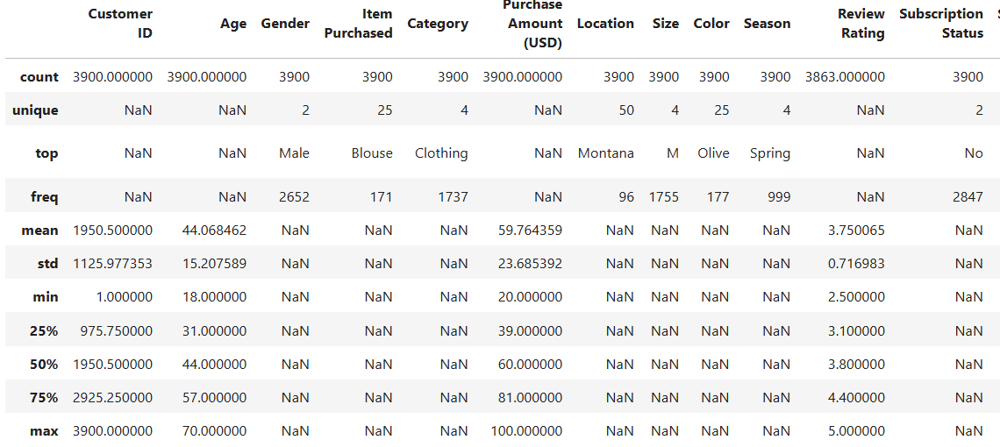 Customer ID Age Gender Item Purchased Category Purchase Amount (USD) Location Size Color Season Review Rating Subscription Status
count 3900.000000 3900.000000 3900 3900 3900 3900.000000 3900 3900 3900 3900 3863.000000 3900
unique NaN NaN 2 25 4 NaN 50 4 25 4 NaN 2
top NaN NaN Male Blouse Clothing NaN Montana M Olive Spring NaN No
freq NaN NaN 2652 171 1737 NaN 96 1755 177 999 NaN 2847
mean 1950.500000 44.068462 NaN NaN NaN 59.764359 NaN NaN NaN NaN 3.750065 NaN
std 1125.977353 15.207589 NaN NaN NaN 23.685392 NaN NaN NaN NaN 0.716983 NaN
min 1.000000 18.000000 NaN NaN NaN 20.000000 NaN NaN NaN NaN 2.500000 NaN
25% 975.750000 31.000000 NaN NaN NaN 39.000000 NaN NaN NaN NaN 3.100000 NaN
50% 1950.500000 44.000000 NaN NaN NaN 60.000000 NaN NaN NaN NaN 3.800000 NaN
75% 2925.250000 57.000000 NaN NaN NaN 81.000000 NaN NaN NaN NaN 4.400000 NaN
max 3900.000000 70.000000 NaN NaN NaN 100.000000 NaN NaN NaN NaN 5.000000 NaN